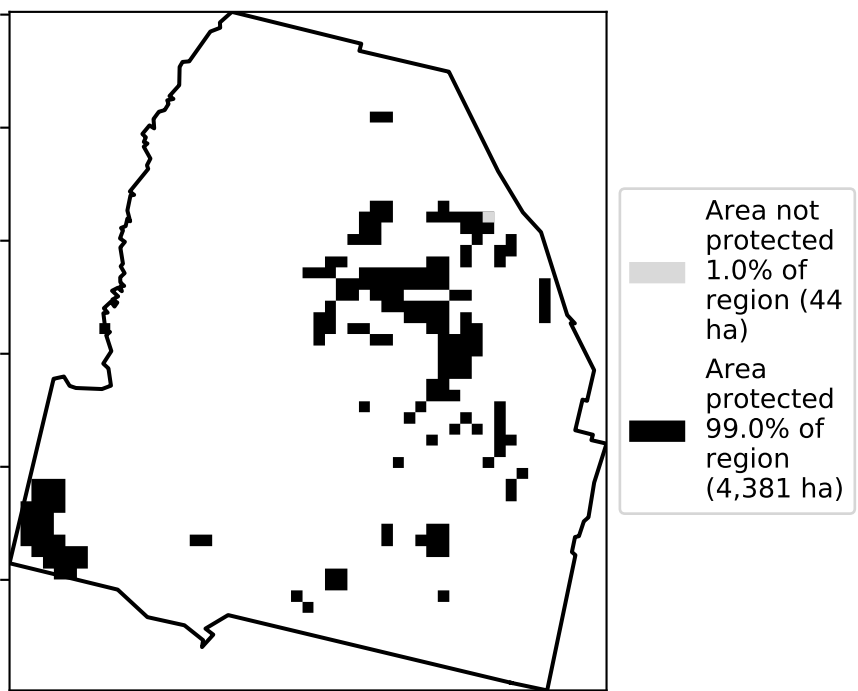 Area not
protected
1.0% of
region (44
ha)
Area
protected
99.0% of
region
(4,381 ha)